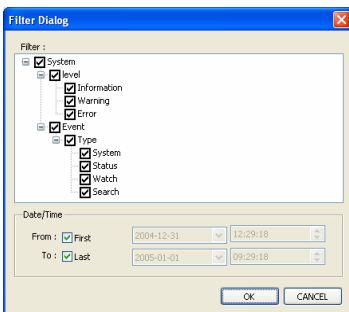 Filter Dialog
Filter :
System
level
Information
Warning
Error
Event
Type
System
Status
Watch
Search
Date/Time
From : First 2004-12-31 12:29:18
To : Last 2005-01-01 09:29:18
OK CANCEL